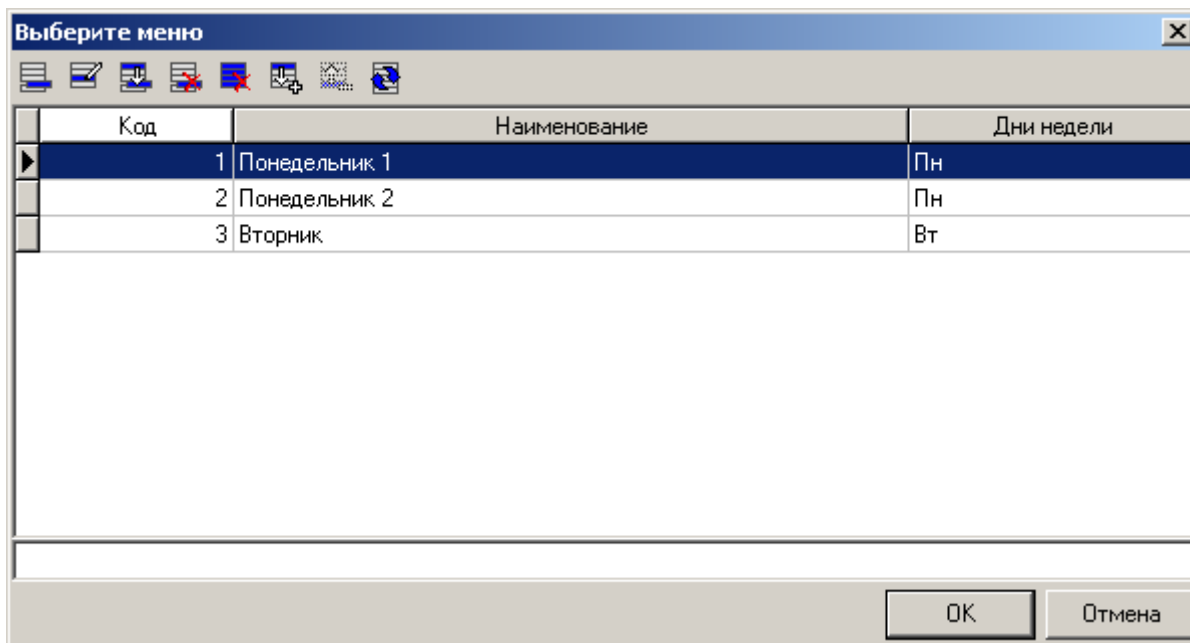 Выберите меню
Код Наименование Дни недели
1 Понедельник 1 Пн
2 Понедельник 2 Пн
3 Вторник Вт
OK Отмена